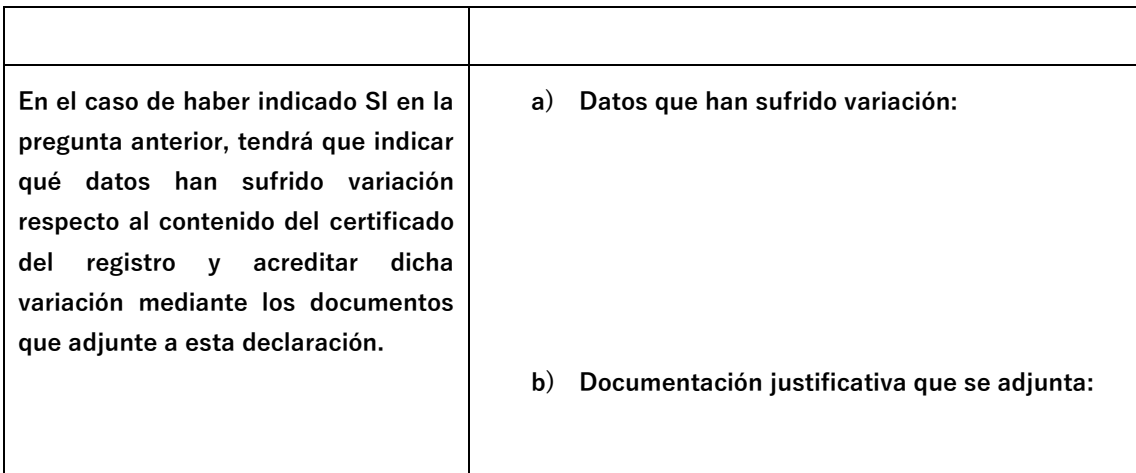 En el caso de haber indicado SI en la
pregunta anterior, tendrá que indicar
qué datos han sufrido variación
respecto al contenido del certificado
del registro y acreditar dicha
variación mediante los documentos
que adjunte a esta declaración.
a) Datos que han sufrido variación:
b) Documentación justificativa que se adjunta: